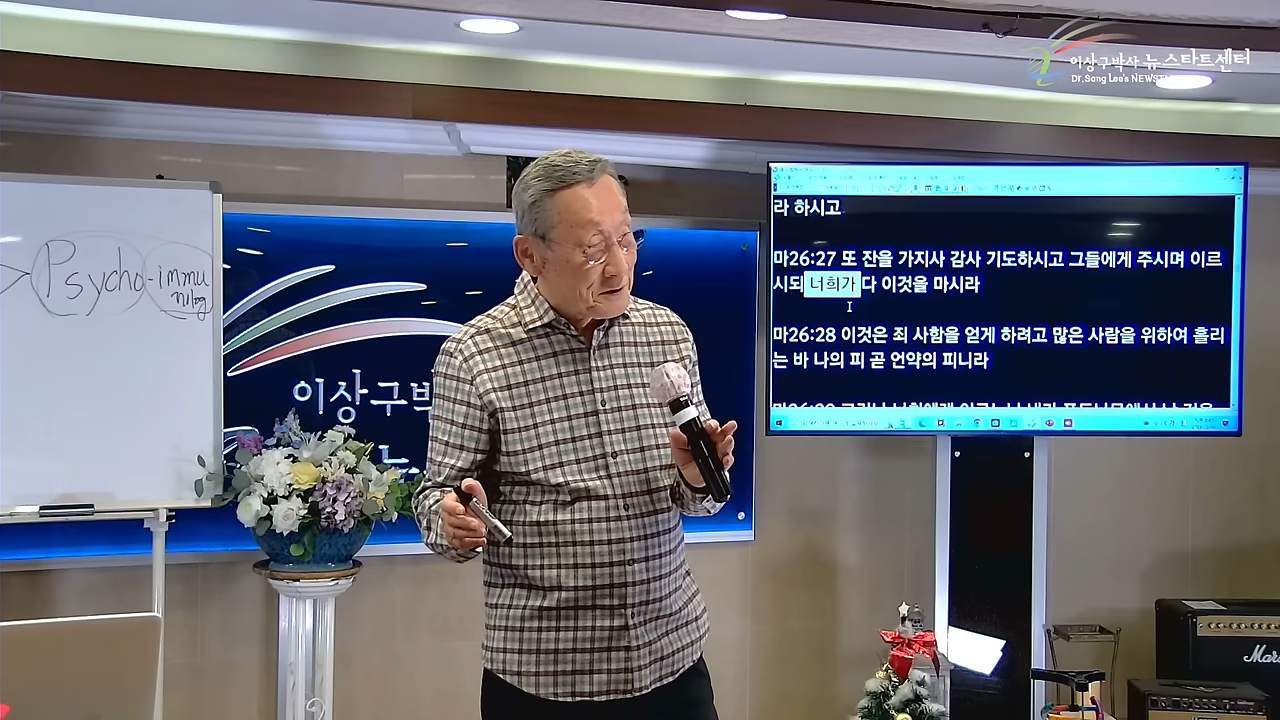 이상구박사 뉴스타트센터
Dr.Sang Lee's NEWST
Psycho-immu
이상구박
라 하시고
마26:27 또 잔을 가지사 감사 기도하시고 그들에게 주시며 이르
시되 너희가 다 이것을 마시라
마26:28 이것은 죄 사함을 얻게 하려고 많은 사람을 위하여 흘리
는 바 나의 피 곧 언약의 피니라